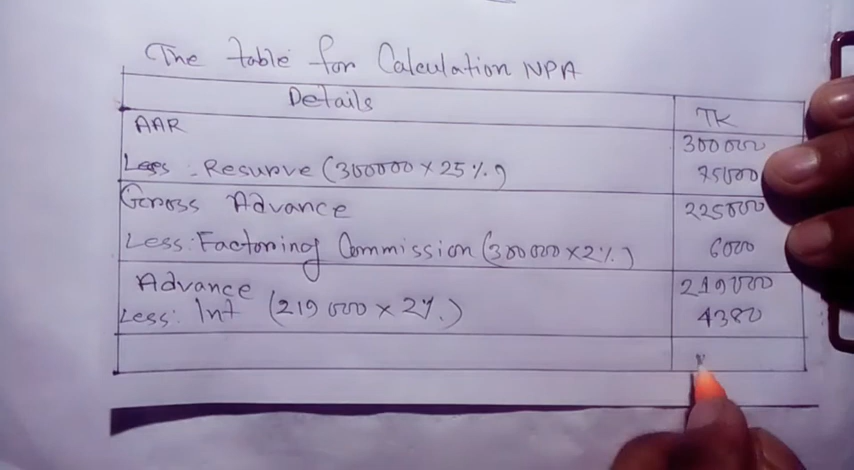 The table for Calculation NPA
Details TK
AAR 300000
Less: Resurve (300000 × 25%) 75000
Gross Advance 225000
Less: Factoring Commission (300000 × 2%) 6000
Advance 219000
Less: Int (219000 × 2%) 4380